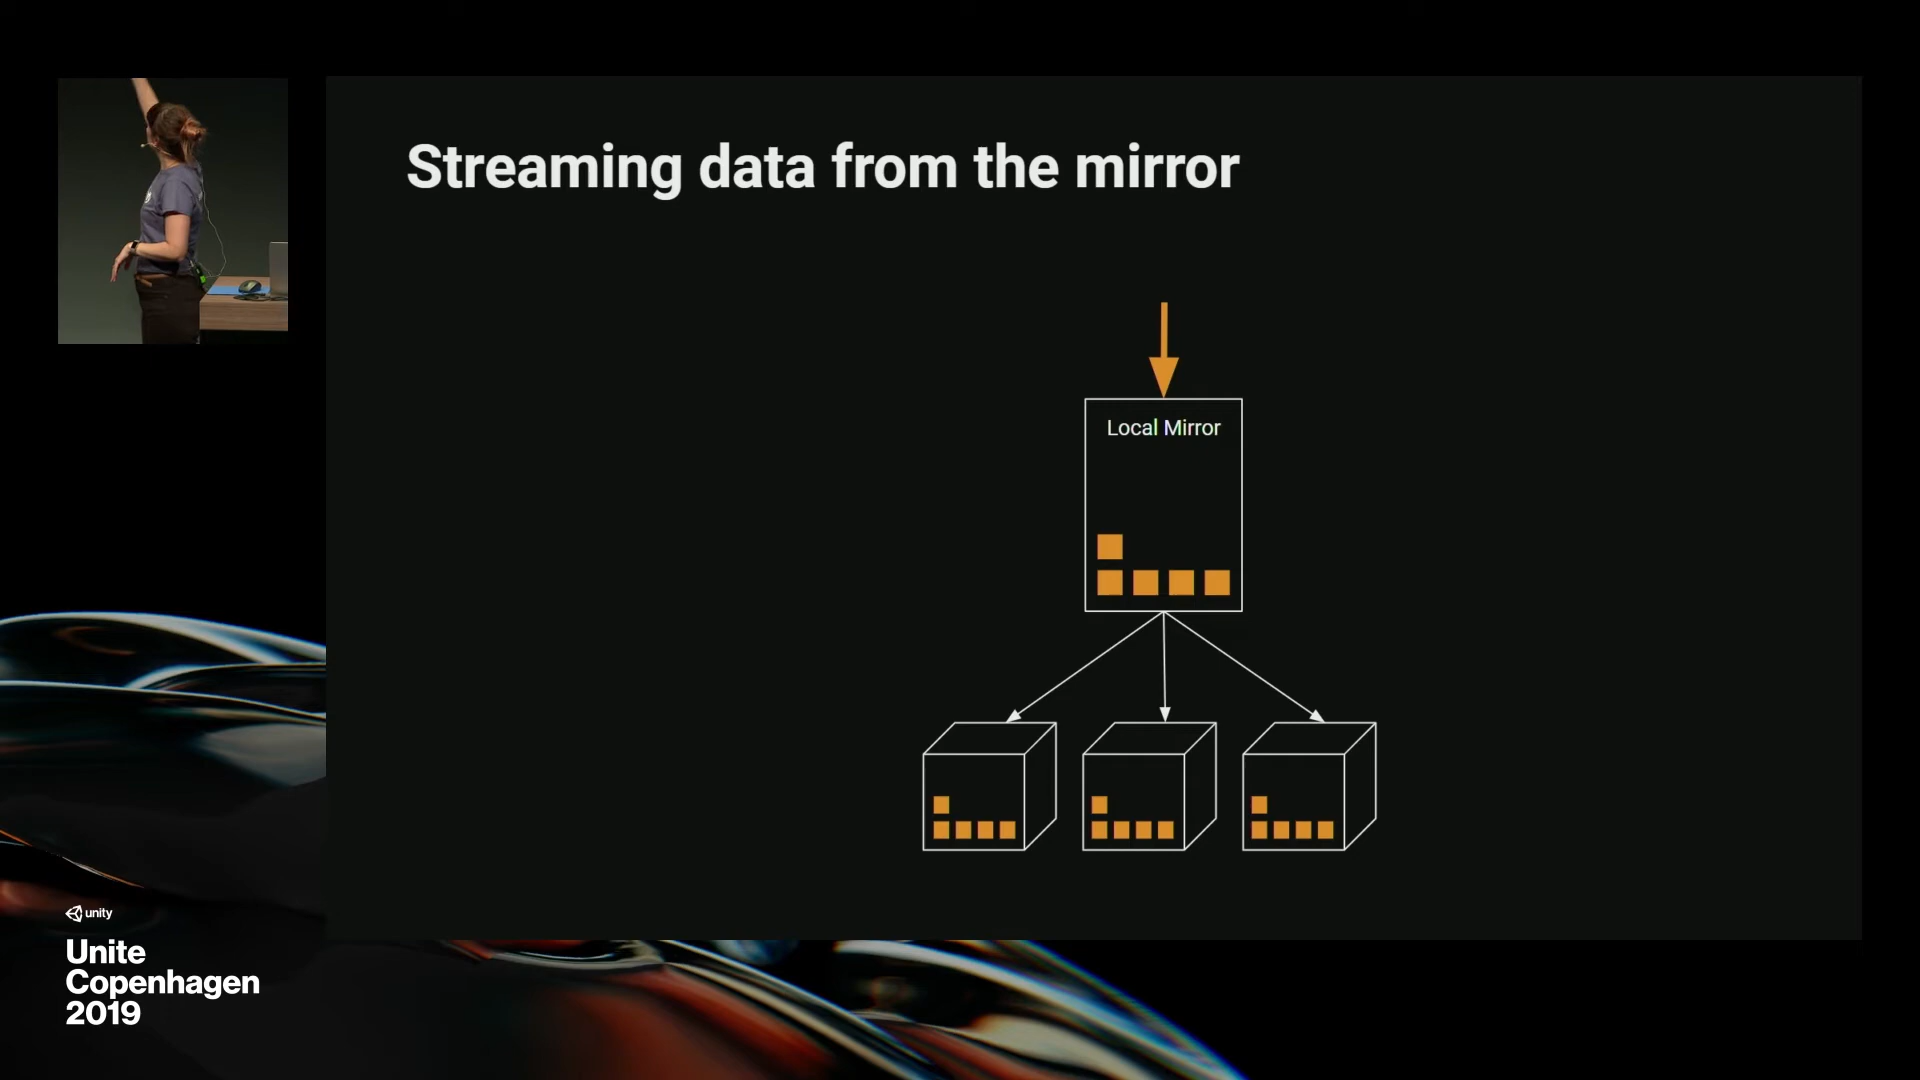 Streaming data from the mirror
Local Mirror
unity
Unite
Copenhagen
2019